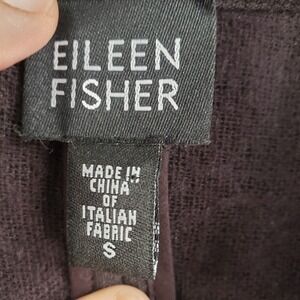 EILEEN
FISHER
MADE IN
CHINA
OF
ITALIAN
FABRIC
S